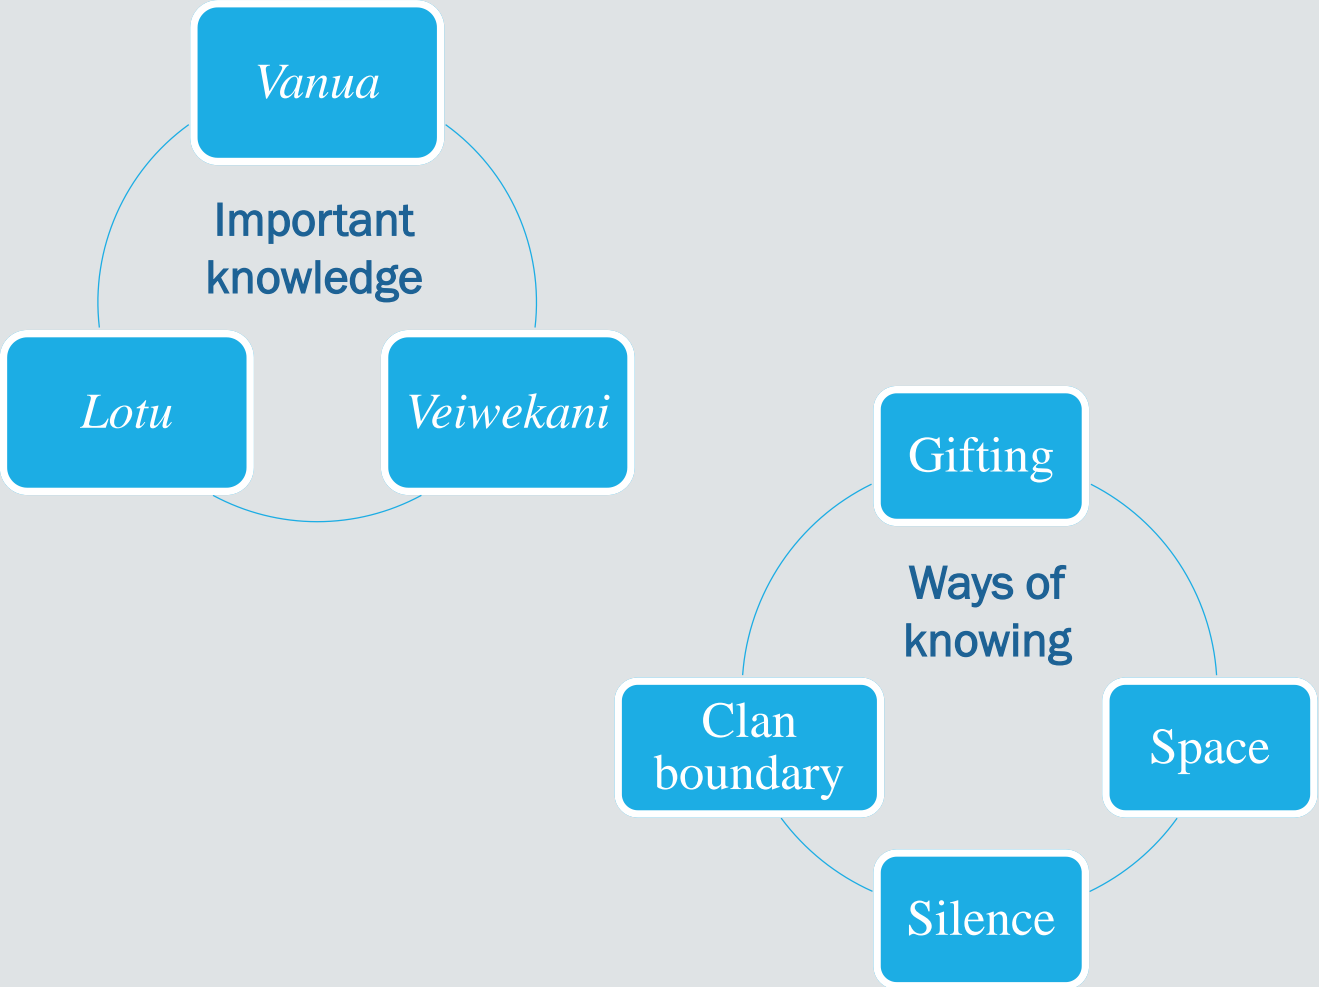 Vanua
Important
knowledge
Lotu
Veiwekani
Gifting
Ways of
knowing
Clan
boundary
Space
Silence